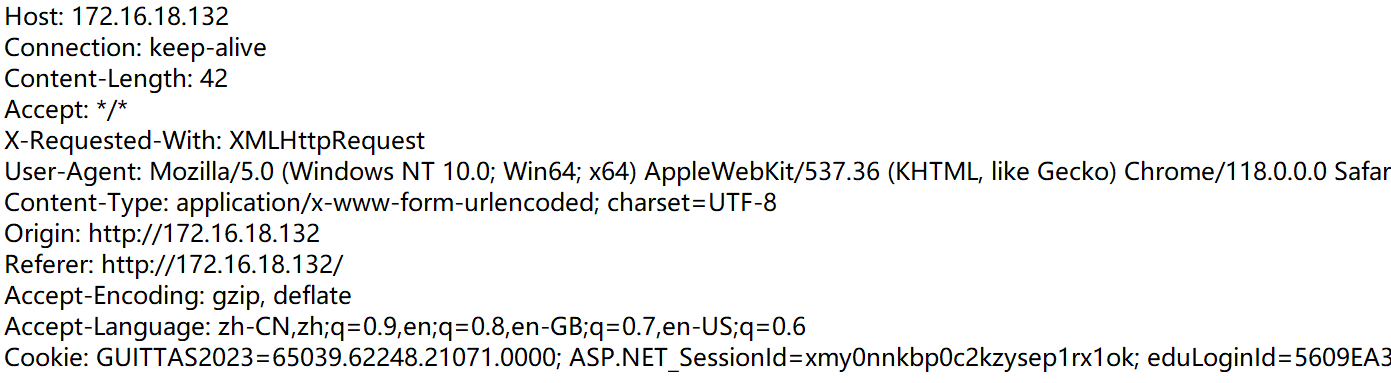 Host: 172.16.18.132
Connection: keep-alive
Content-Length: 42
Accept: */*
X-Requested-With: XMLHttpRequest
User-Agent: Mozilla/5.0 (Windows NT 10.0; Win64; x64) AppleWebKit/537.36 (KHTML, like Gecko) Chrome/118.0.0.0 Safar
Content-Type: application/x-www-form-urlencoded; charset=UTF-8
Origin: http://172.16.18.132
Referer: http://172.16.18.132/
Accept-Encoding: gzip, deflate
Accept-Language: zh-CN,zh;q=0.9,en;q=0.8,en-GB;q=0.7,en-US;q=0.6
Cookie: GUITTAS2023=65039.62248.21071.0000; ASP.NET_SessionId=xmy0nnkbp0c2kzysep1rx1ok; eduLoginId=5609EA3